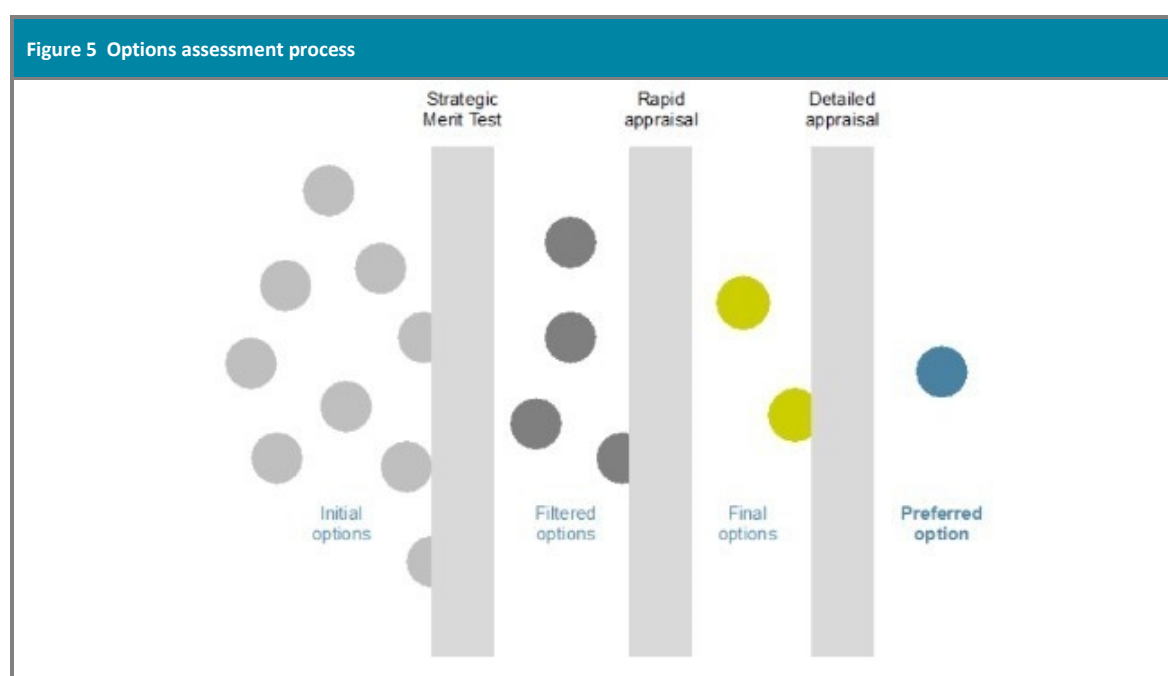 Figure 5 Options assessment process
Strategic
Merit Test
Rapid
appraisal
Detailed
appraisal
Initial
options
Filtered
options
Final
options
Preferred
option